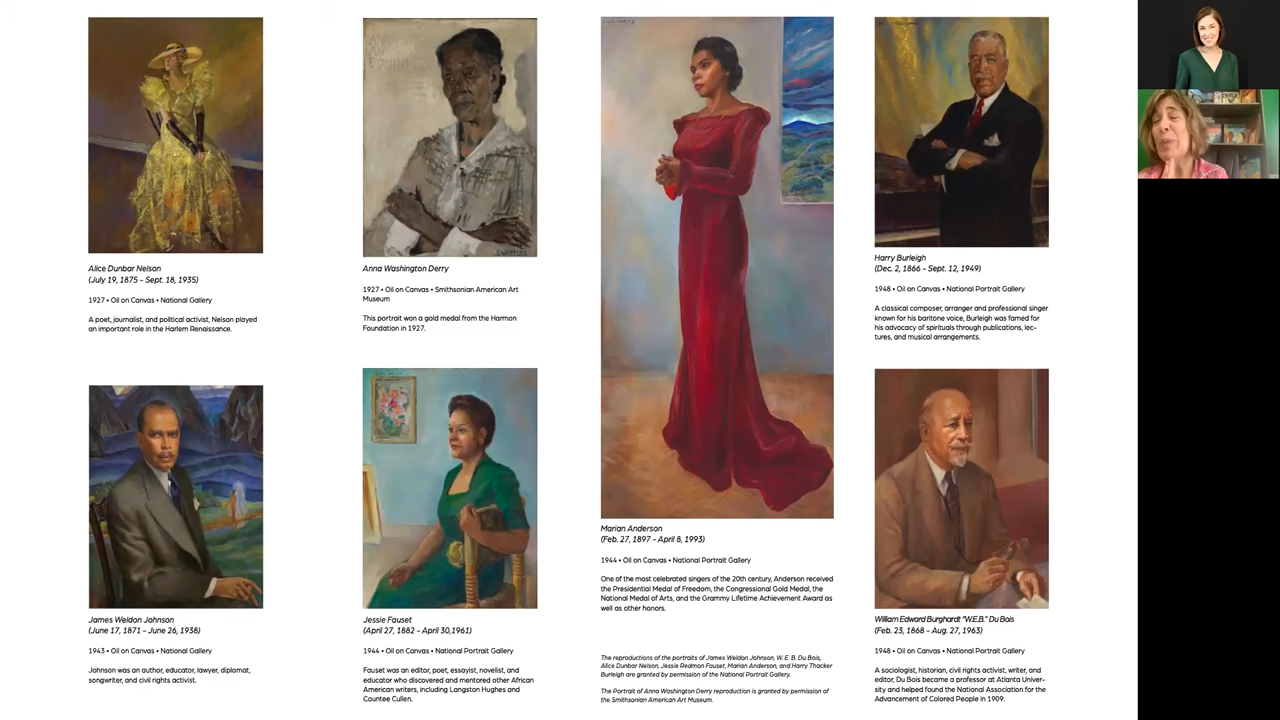 Alice Dunbar Nelson
(July 19, 1875 - Sept. 18, 1935)
1927 • Oil on Canvas • National Gallery
A poet, journalist, and political activist, Nelson played
an important role in the Harlem Renaissance.
Anna Washington Derry
1927 • Oil on Canvas • Smithsonian American Art
Museum
This portrait won a gold medal from the Harmon
Foundation in 1927.
Marian Anderson
(Feb. 27, 1897 - April 8, 1993)
1944 • Oil on Canvas • National Portrait Gallery
One of the most celebrated singers of the 20th century, Anderson received
the Presidential Medal of Freedom, the Congressional Gold Medal, the
National Medal of Arts, and the Grammy Lifetime Achievement Award as
well as other honors.
Harry Burleigh
(Dec. 2, 1866 - Sept. 12, 1949)
1948 • Oil on Canvas • National Portrait Gallery
A classical composer, arranger and professional singer
known for his baritone voice, Burleigh was famed for
his advocacy of spirituals through publications, lec-
tures, and musical arrangements.
James Weldon Johnson
(June 17, 1871 - June 26, 1938)
1943 • Oil on Canvas • National Gallery
Johnson was an author, educator, lawyer, diplomat,
songwriter, and civil rights activist.
Jessie Fauset
(April 27, 1882 - April 30,1961)
1944 • Oil on Canvas • National Portrait Gallery
Fauset was an editor, poet, essayist, novelist, and
educator who discovered and mentored other African
American writers, including Langston Hughes and
Countee Cullen.
The reproductions of the portraits of James Weldon Johnson, W. E. B. Du Bois,
Alice Dunbar Nelson, Jessie Redmon Fauset, Marian Anderson, and Harry Thacker
Burleigh are granted by permission of the National Portrait Gallery.
The Portrait of Anna Washington Derry reproduction is granted by permission of
the Smithsonian American Art Museum.
William Edward Burghardt "W.E.B." Du Bois
(Feb. 23, 1868 - Aug. 27, 1963)
1948 • Oil on Canvas • National Portrait Gallery
A sociologist, historian, civil rights activist, writer, and
editor, Du Bois became a professor at Atlanta Univer-
sity and helped found the National Association for the
Advancement of Colored People in 1909.